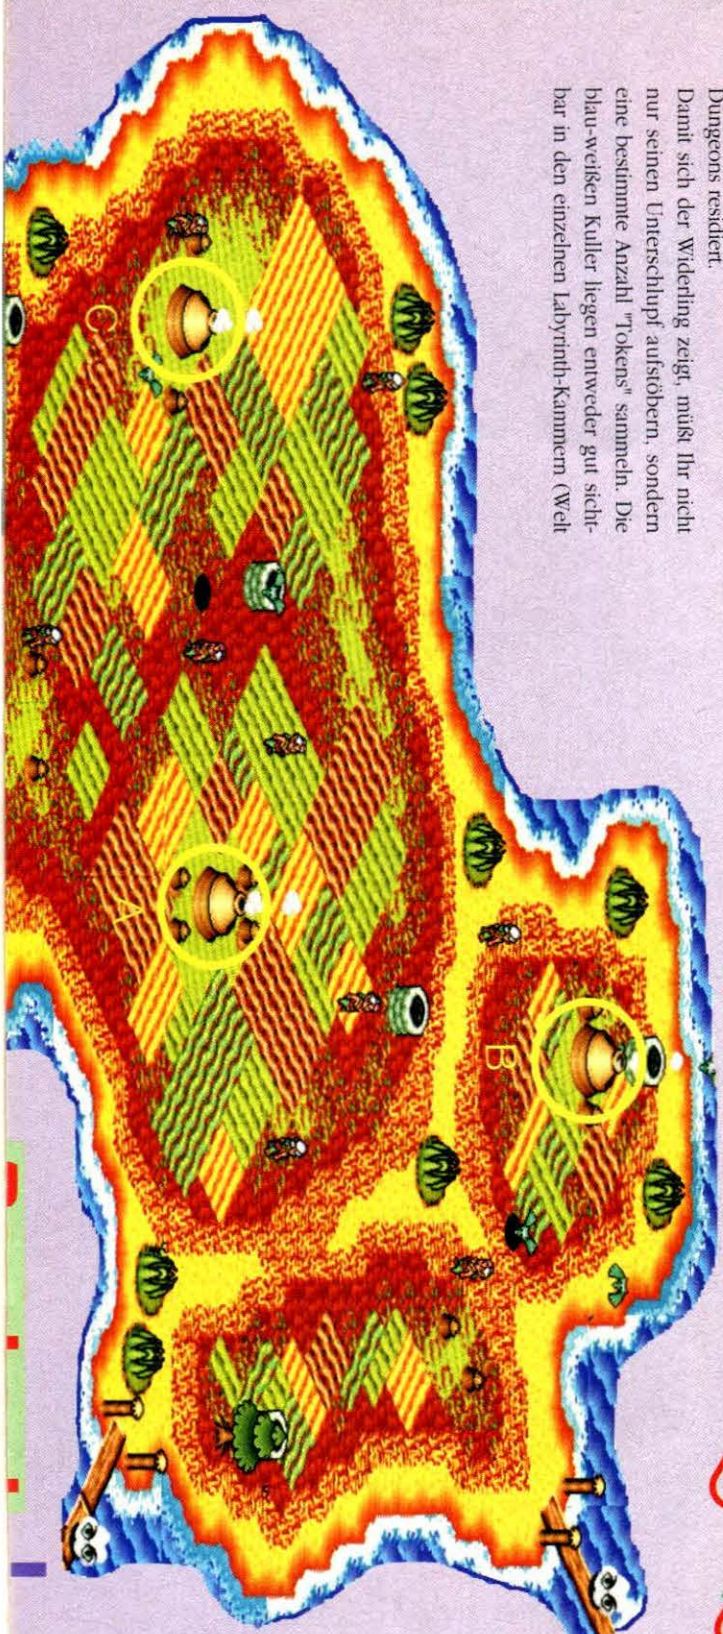 Dungeons residiert.
Damit sich der Widerling zeigt, müßt Ihr nicht
nur seinen Unterschlupf aufstöbern, sondern
eine bestimmte Anzahl "Tokens" sammeln. Die
blau-weißen Kuller liegen entweder gut sicht-
bar in den einzelnen Labyrinth-Kammern (Welt
B
A
C